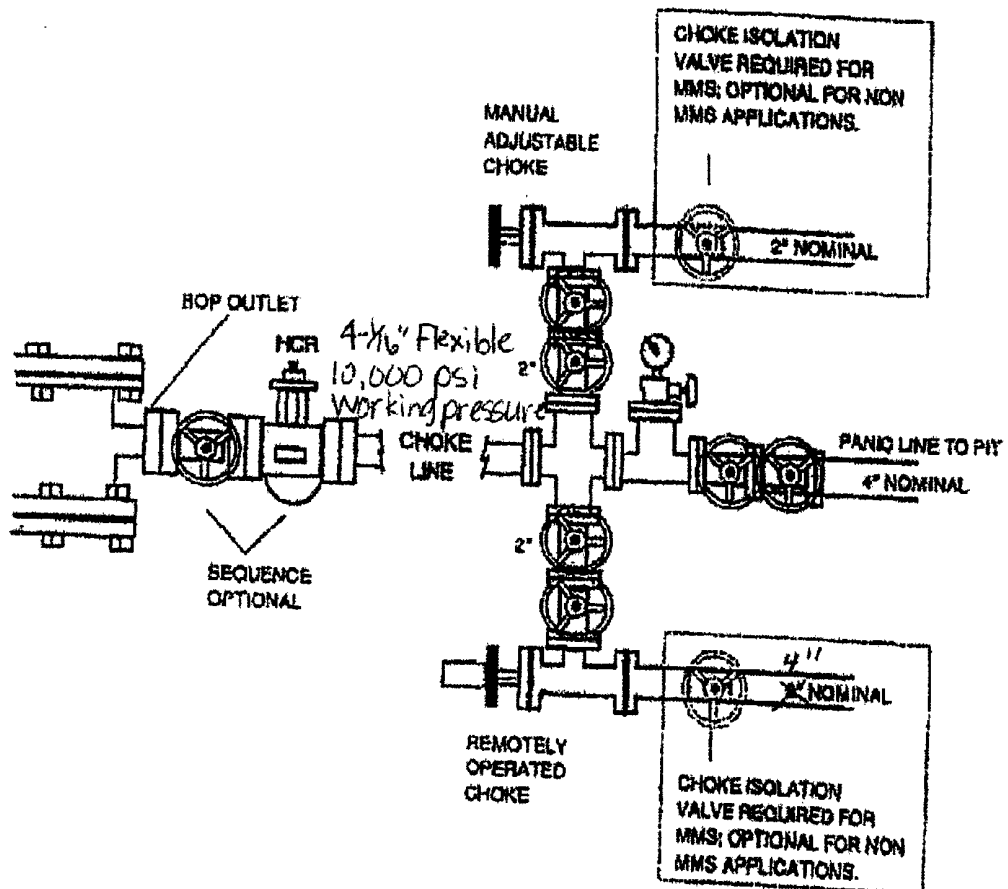 CHOKE ISOLATION
VALVE REQUIRED FOR
MMS; OPTIONAL FOR NON
MMS APPLICATIONS.
MANUAL
ADJUSTABLE
CHOKE
2" NOMINAL
BOP OUTLET
HCR
4-1/16" Flexible
10,000 psi
Working pressure
2"
CHOKE
LINE
PANIC LINE TO PIT
4" NOMINAL
2"
SEQUENCE
OPTIONAL
4"
NOMINAL
REMOTELY
OPERATED
CHOKE
CHOKE ISOLATION
VALVE REQUIRED FOR
MMS; OPTIONAL FOR NON
MMS APPLICATIONS.